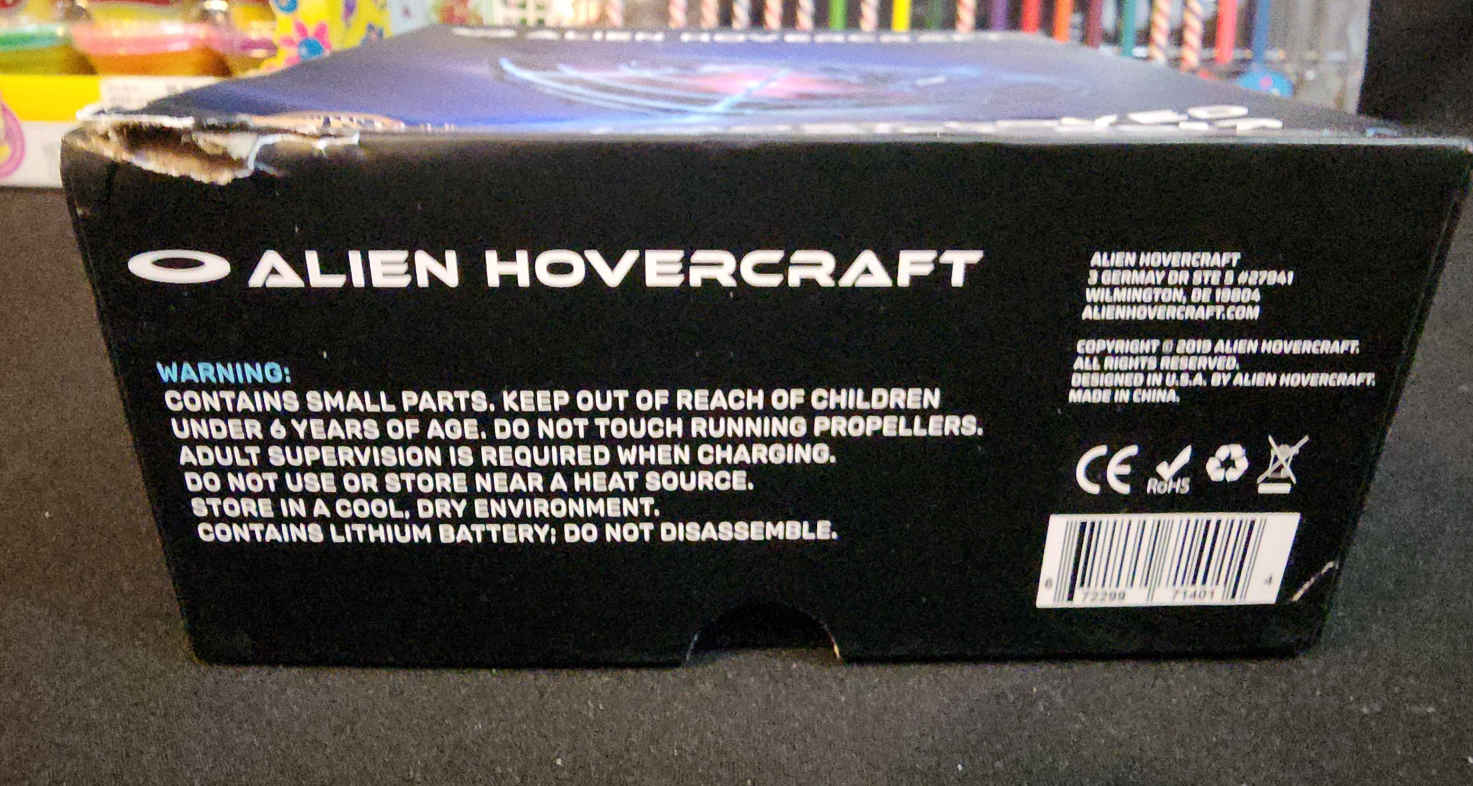 ALIEN HOVERCRAFT
ALIEN HOVERCRAFT
WARNING:
CONTAINS SMALL PARTS. KEEP OUT OF REACH OF CHILDREN
UNDER 6 YEARS OF AGE. DO NOT TOUCH RUNNING PROPELLERS.
ADULT SUPERVISION IS REQUIRED WHEN CHARGING.
DO NOT USE OR STORE NEAR A HEAT SOURCE.
STORE IN A COOL, DRY ENVIRONMENT.
CONTAINS LITHIUM BATTERY; DO NOT DISASSEMBLE.
ALIEN HOVERCRAFT
3 GERMAY DR STE 5 #27941
WILMINGTON, DE 19804
ALIENHOVERCRAFT.COM
COPYRIGHT © 2019 ALIEN HOVERCRAFT.
ALL RIGHTS RESERVED.
DESIGNED IN U.S.A. BY ALIEN HOVERCRAFT.
MADE IN CHINA.
CE RoHS
6 72299 71401 4